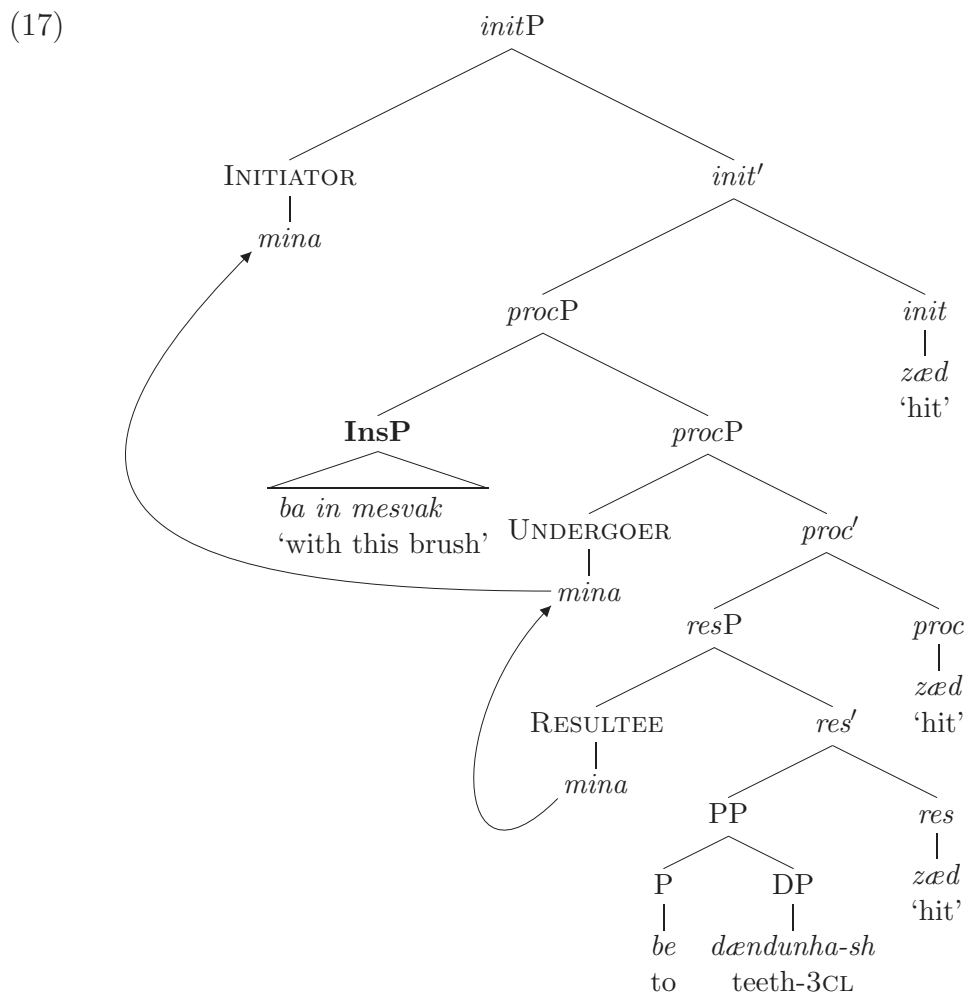 (17)
initP
INITIATOR init′
mina
procP init
zæd
‘hit’
InsP procP
ba in mesvak
‘with this brush’
UNDERGOER proc′
mina
resP proc
zæd
‘hit’
RESULTEE res′
mina
PP res
zæd
‘hit’
P DP
be dændunha-sh
to teeth-3CL